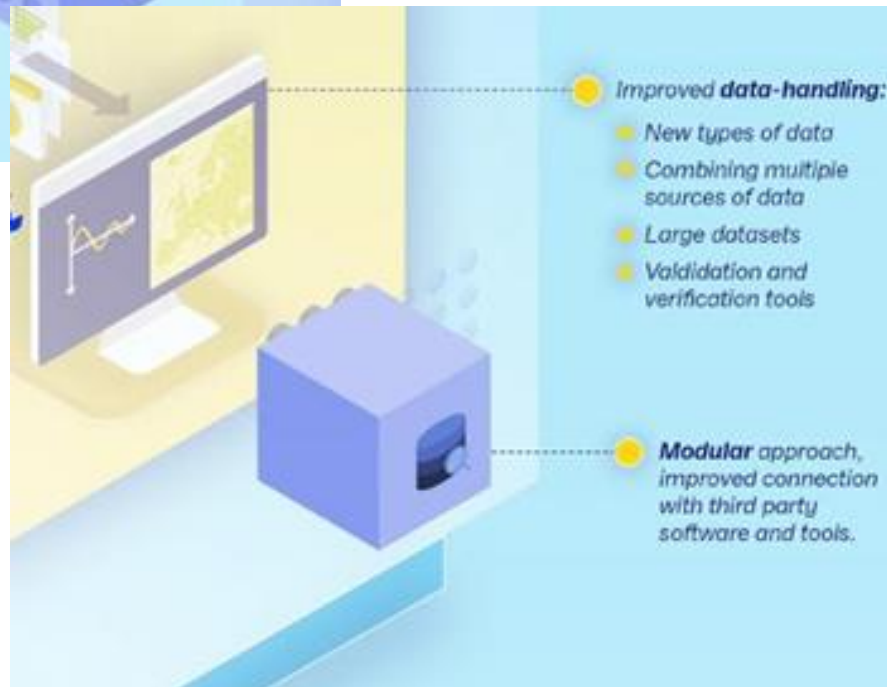 Improved data-handling:
New types of data
Combining multiple
sources of data
Large datasets
Valdidation and
verification tools
Modular approach,
improved connection
with third party
software and tools.